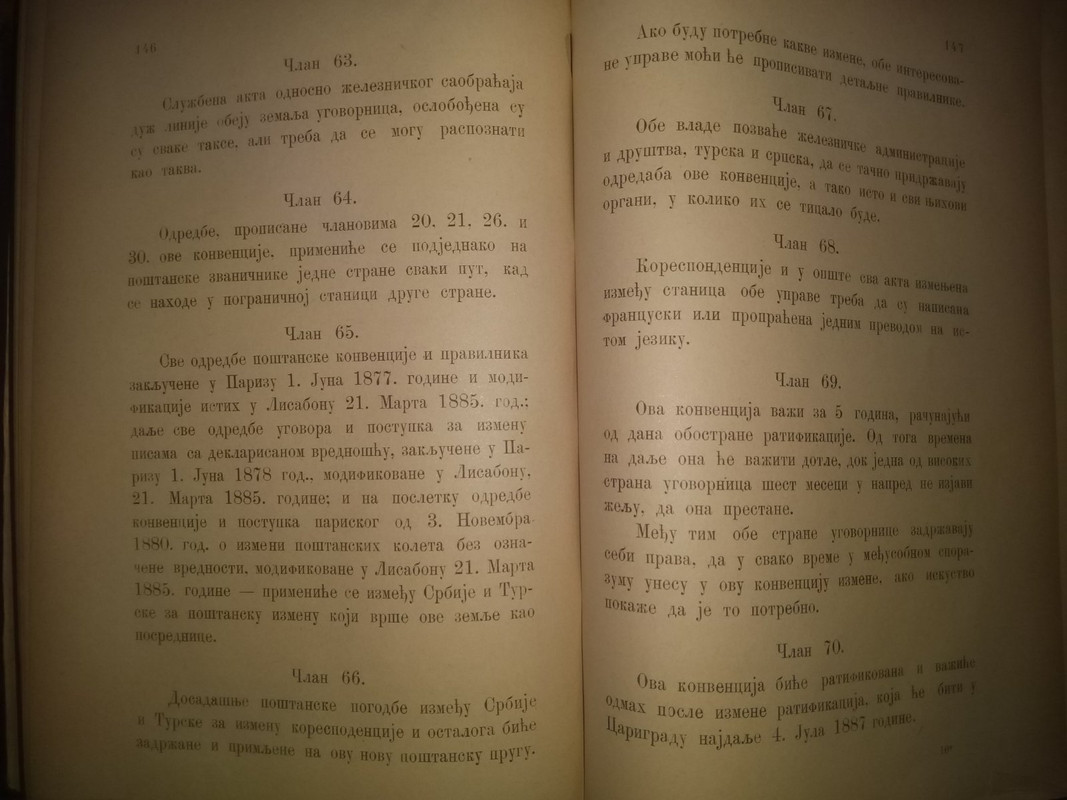 146
Члан 63.
Службена акта односно железничког саобраћаја
дуж линије обеју земаља уговорница, ослобођена су
су сваке таксе, али треба да се могу распознати
као таква.
Члан 64.
Одредбе, прописане члановима 20. 21. 26. и
30. ове конвенције, примениће се подједнако на
поштанске званичнике једне стране сваки пут, кад
се находе у пограничној станици друге стране.
Члан 65.
Све одредбе поштанске конвенције и правилника
закључене у Паризу 1. Јуна 1877. године и моди-
фикације истих у Лисабону 21. Марта 1885. год.:
даље све одредбе уговора и поступка за измену
писама са декларисаном вредношћу, закључене у Па-
ризу 1. Јуна 1878 год., модификоване у Лисабону,
21. Марта 1885. године; и на послетку одредбе
конвенције и поступка париског од 3. Новембра
1880. год. о измени поштанских колета без озна-
чене вредности, модификоване у Лисабону 21. Марта
1885. године — примениће се између Србије и Тур-
ске за поштанску измену који врше ове земље као
посреднице.
Члан 66.
Досадашње поштанске погодбе између Србије
и Турске за измену коресподенције и осталога биће
задржане и примљене на ову нову поштанску пругу.
147
Ако буду потребне какве измене, обе интересова-
не управе моћи ће прописивати детаљне правилнике.
Члан 67.
Обе владе позваће железничке администрације
и друштва, турска и српска, да се тачно придржавају
одредаба ове конвенције, а тако исто и сви њихови
органи, у колико их се тицало буде.
Члан 68.
Кореспонденције и у опште сва акта измењена
између станица обе управе треба да су написана
француски или пропраћена једним преводом на ис-
том језику.
Члан 69.
Ова конвенција важи за 5 година, рачунајући
од дана обостране ратификације. Од тога времена
на даље она ће важити дотле, док једна од високих
страна уговорница шест месеци у напред не изјави
жељу, да она престане.
Међу тим обе стране уговорнице задржавају
себи права, да у свако време у међусобном спора-
зуму унесу у ову конвенцију измене, ако искуство
покаже да је то потребно.
Члан 70.
Ова конвенција биће ратификована и важиће
одмах после измене ратификација, која ће бити у
Цариграду најдаље 4. Јула 1887 године.